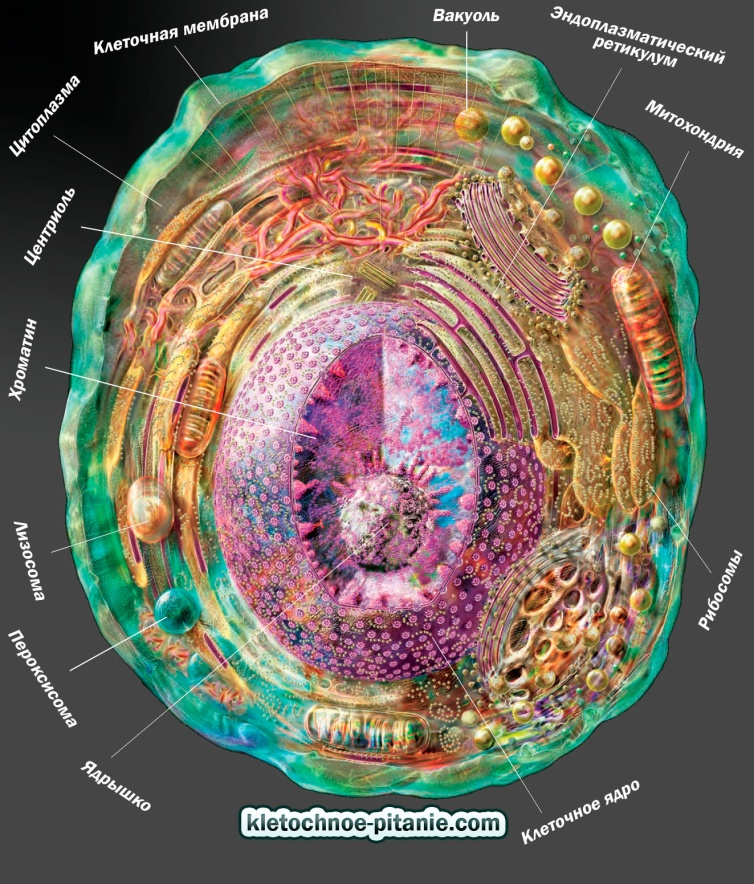 Клеточная мембрана
Вакуоль
Эндоплазматический
ретикулум
Цитоплазма
Митохондрия
Центриоль
Хроматин
Лизосома
Рибосомы
Пероксисома
Ядрышко
Клеточное ядро
kletochnoe-pitanie.com